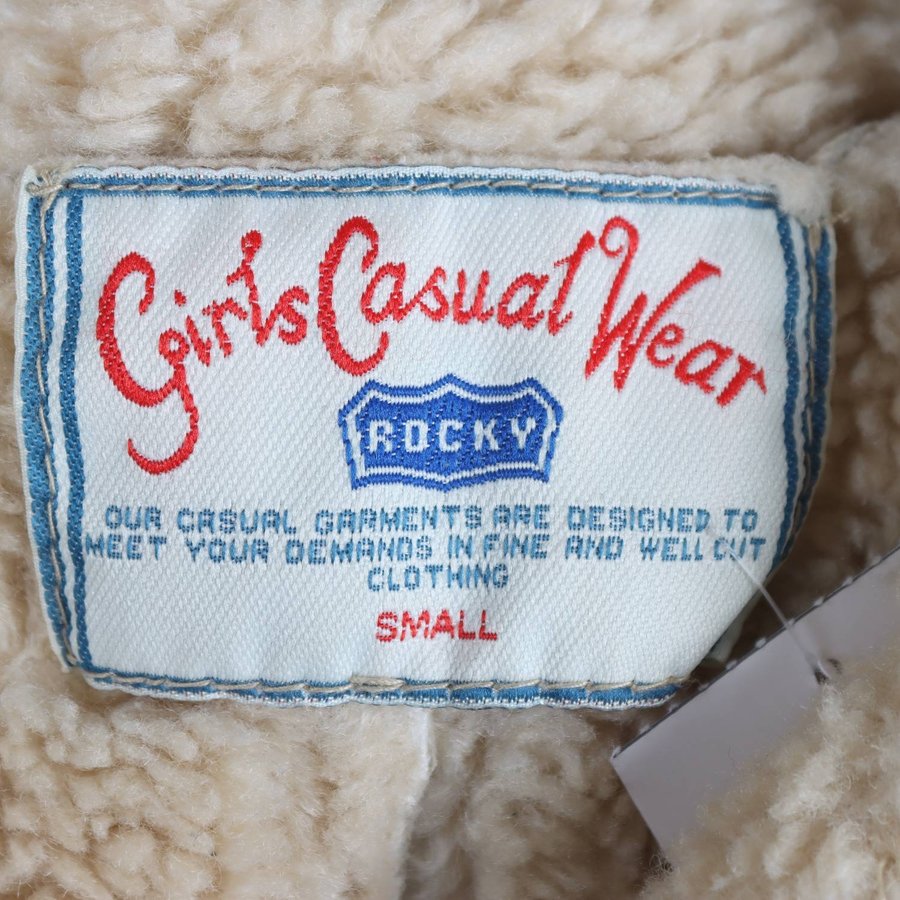 Girl's Casual Wear
ROCKY
OUR CASUAL GARMENTS ARE DESIGNED TO
MEET YOUR DEMANDS IN FINE AND WELL CUT
CLOTHING
SMALL